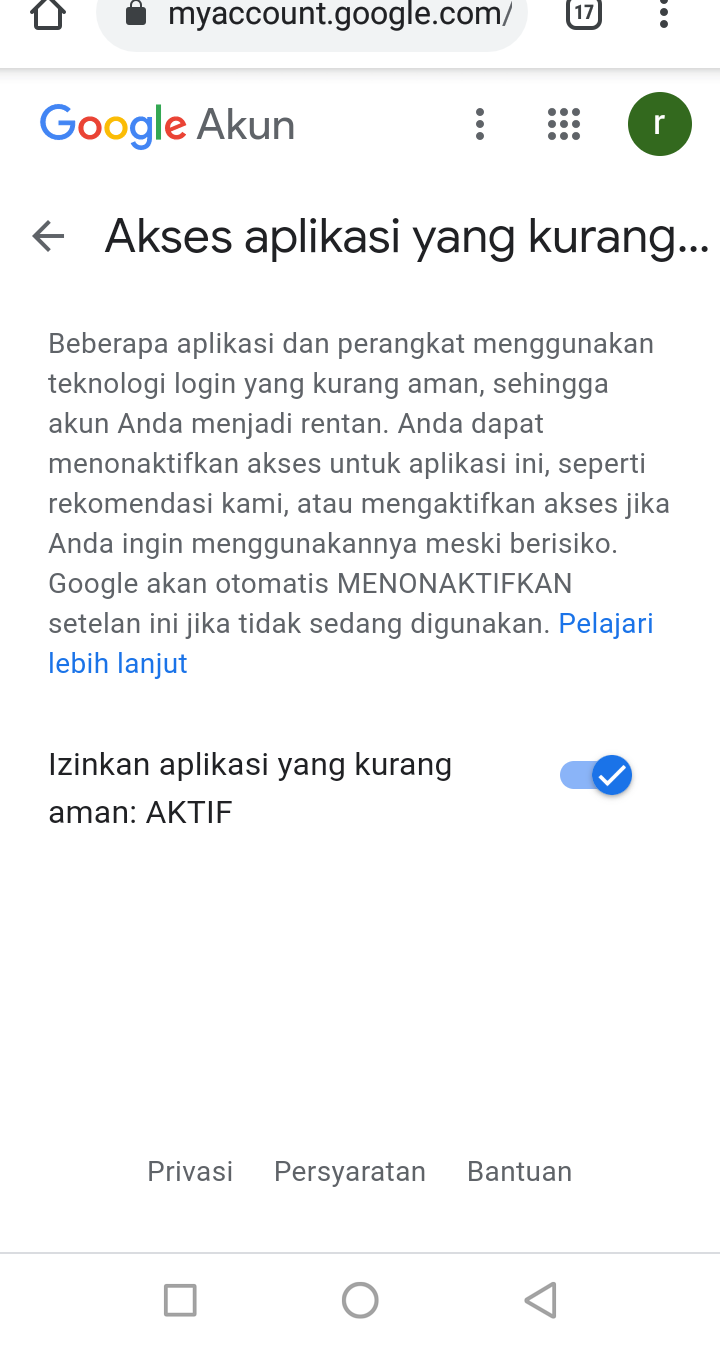 myaccount.google.com/
17
Google Akun
r
Akses aplikasi yang kurang...
Beberapa aplikasi dan perangkat menggunakan
teknologi login yang kurang aman, sehingga
akun Anda menjadi rentan. Anda dapat
menonaktifkan akses untuk aplikasi ini, seperti
rekomendasi kami, atau mengaktifkan akses jika
Anda ingin menggunakannya meski berisiko.
Google akan otomatis MENONAKTIFKAN
setelan ini jika tidak sedang digunakan. Pelajari
lebih lanjut
Izinkan aplikasi yang kurang
aman: AKTIF
Privasi Persyaratan Bantuan